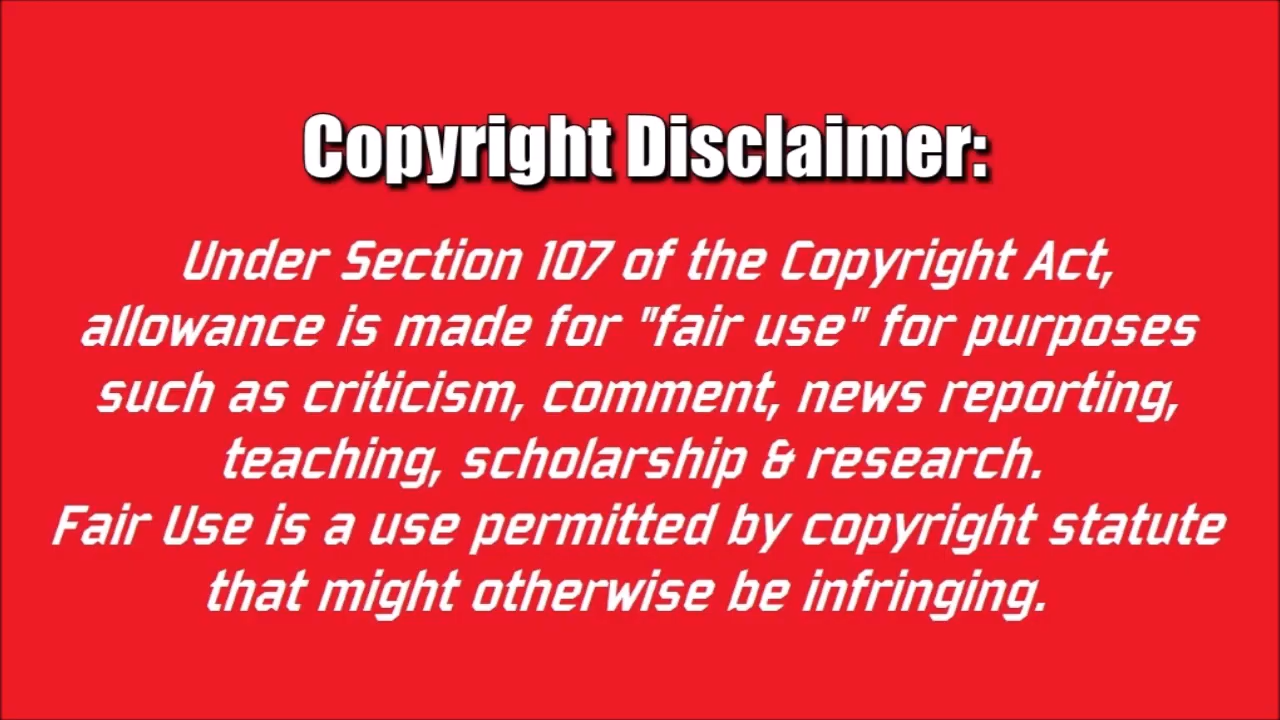 Copyright Disclaimer:
Under Section 107 of the Copyright Act,
allowance is made for "fair use" for purposes
such as criticism, comment, news reporting,
teaching, scholarship & research.
Fair Use is a use permitted by copyright statute
that might otherwise be infringing.